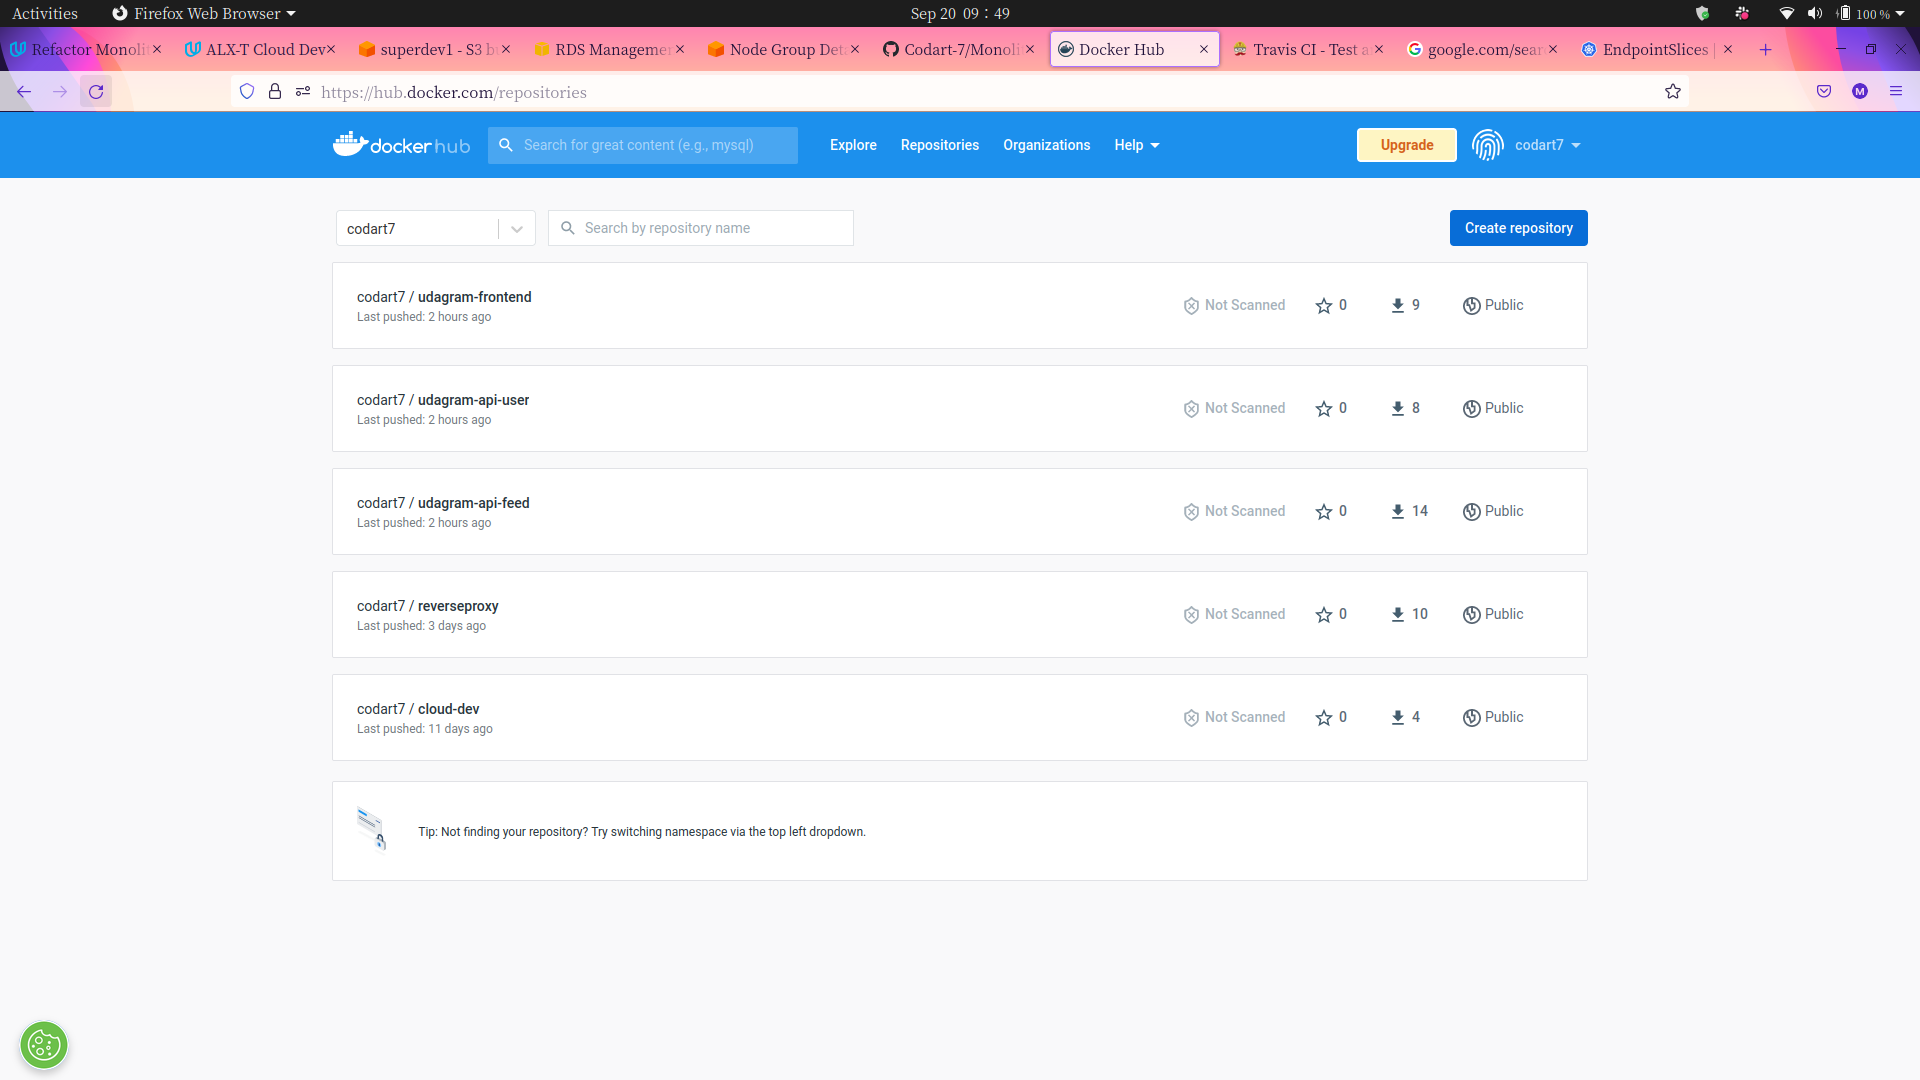 Activities Firefox Web Browser Sep 20 09:49 100 %
Refactor Monolit ALX-T Cloud Dev superdev1 - S3 b RDS Manageme Node Group Det Codart-7/Monoli Docker Hub Travis CI - Test a google.com/sear EndpointSlices |
https://hub.docker.com/repositories M
docker hub Search for great content (e.g., mysql) Explore Repositories Organizations Help Upgrade codart7
codart7 Search by repository name Create repository
codart7 / udagram-frontend
Last pushed: 2 hours ago
Not Scanned 0 9 Public
codart7 / udagram-api-user
Last pushed: 2 hours ago
Not Scanned 0 8 Public
codart7 / udagram-api-feed
Last pushed: 2 hours ago
Not Scanned 0 14 Public
codart7 / reverseproxy
Last pushed: 3 days ago
Not Scanned 0 10 Public
codart7 / cloud-dev
Last pushed: 11 days ago
Not Scanned 0 4 Public
Tip: Not finding your repository? Try switching namespace via the top left dropdown.